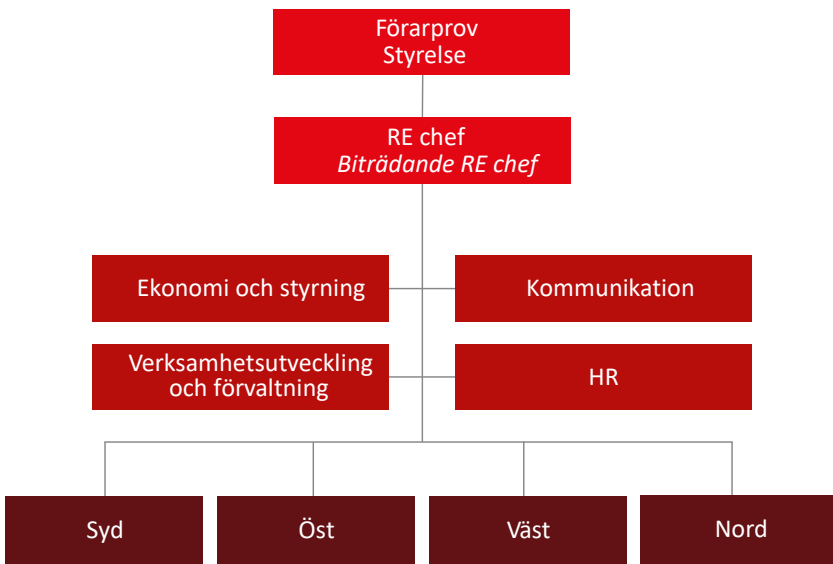 Förarprov
Styrelse
RE chef
Biträdande RE chef
Ekonomi och styrning
Kommunikation
Verksamhetsutveckling
och förvaltning
HR
Syd
Öst
Väst
Nord